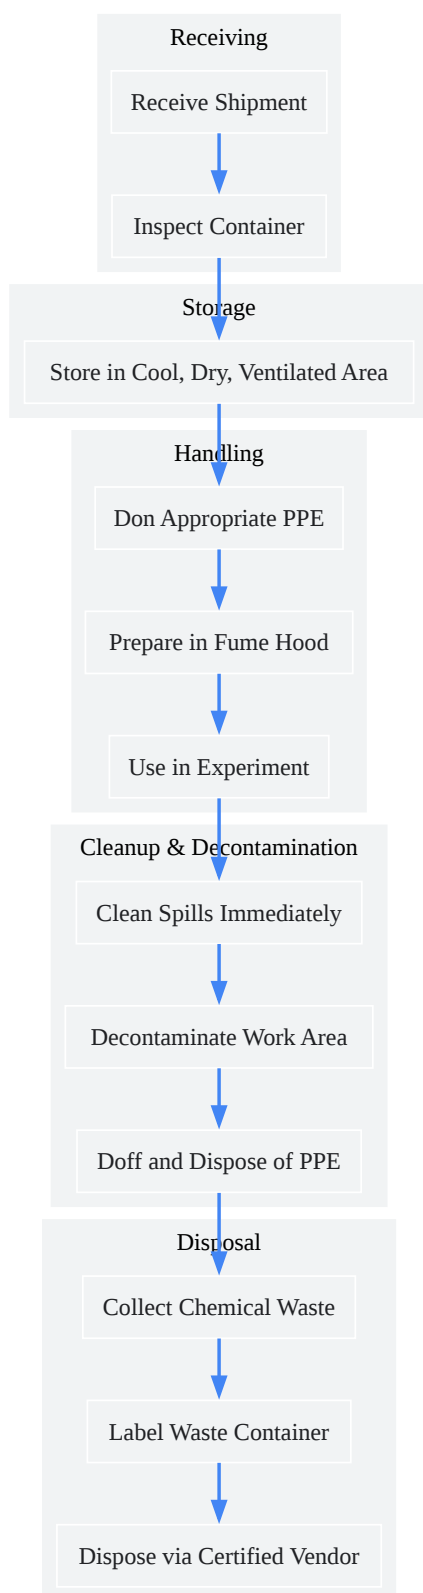 Receiving
Receive Shipment
Inspect Container
Storage
Store in Cool, Dry, Ventilated Area
Handling
Don Appropriate PPE
Prepare in Fume Hood
Use in Experiment
Cleanup & Decontamination
Clean Spills Immediately
Decontaminate Work Area
Doff and Dispose of PPE
Disposal
Collect Chemical Waste
Label Waste Container
Dispose via Certified Vendor